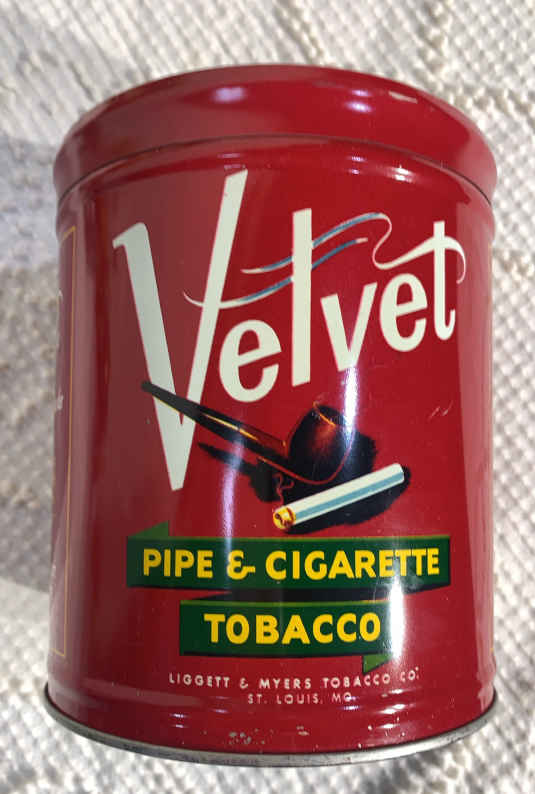 Velvet
PIPE & CIGARETTE
TOBACCO
LIGGETT & MYERS TOBACCO CO.
ST. LOUIS, MO.